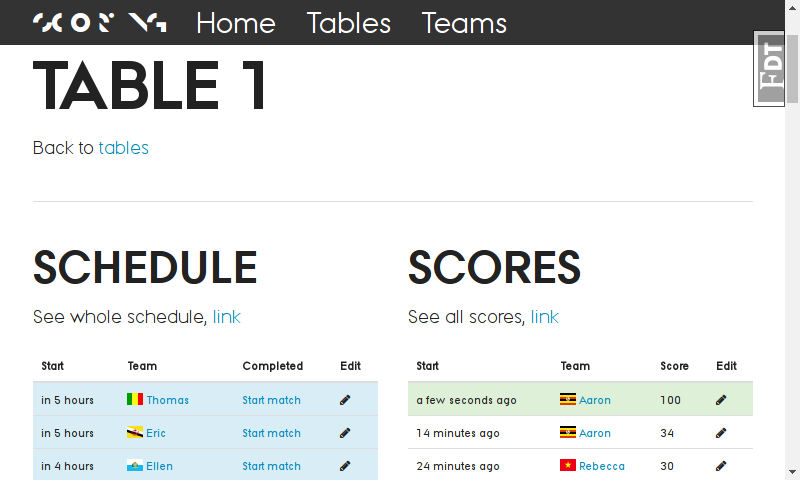 SCORING
Home
Tables
Teams
FDT
TABLE 1
Back to tables
SCHEDULE
See whole schedule, link
Start Team Completed Edit
in 5 hours Thomas Start match
in 5 hours Eric Start match
in 4 hours Ellen Start match
SCORES
See all scores, link
Start Team Score Edit
a few seconds ago Aaron 100
14 minutes ago Aaron 34
24 minutes ago Rebecca 30